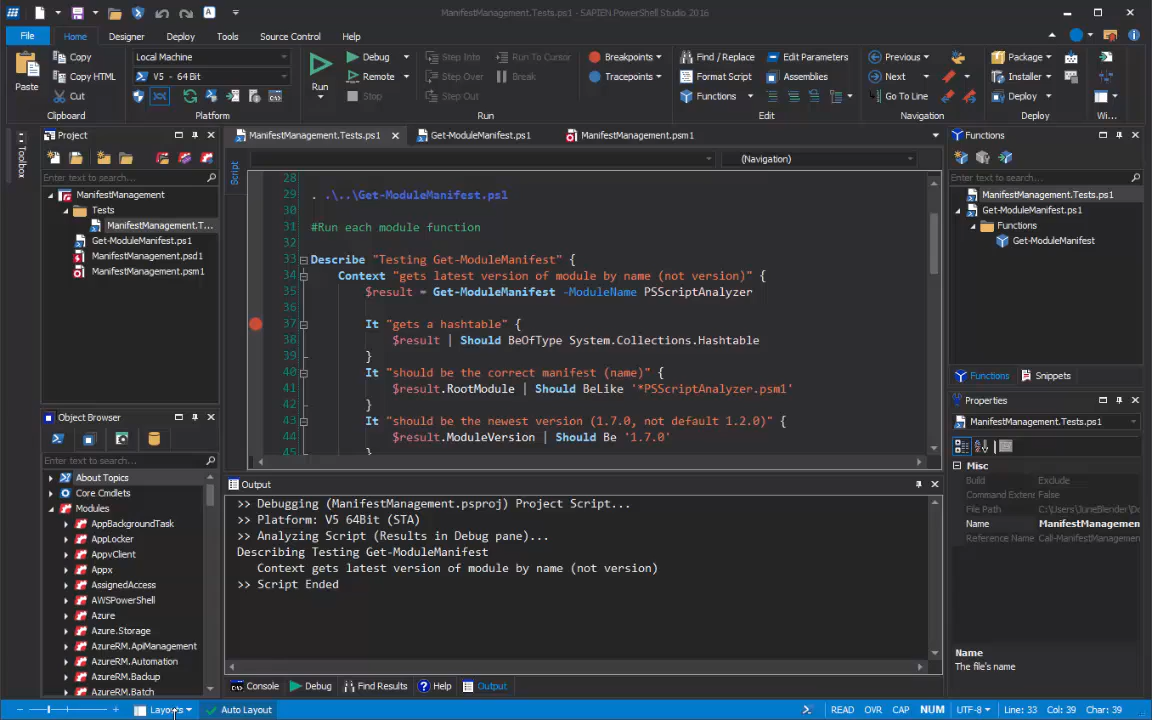 ManifestManagement.Tests.ps1 - SAPIEN PowerShell Studio 2016
File Home Designer Deploy Tools Source Control Help
Paste Copy Copy HTML Cut Clipboard
Local Machine
V5 - 64 Bit
Platform
Run Debug Remote Stop Step Into Step Over Step Out Run To Cursor Break
Run
Breakpoints Tracepoints
Find / Replace Format Script Functions Edit Parameters Assemblies
Edit
Previous Next Go To Line
Navigation
Package Installer Deploy
Deploy
Wi...
Toolbox
Project
Enter text to search...
ManifestManagement
Tests
ManifestManagement.T...
Get-ModuleManifest.ps1
ManifestManagement.psd1
ManifestManagement.psm1
Object Browser
Enter text to search...
About Topics
Core Cmdlets
Modules
AppBackgroundTask
AppLocker
AppvClient
Appx
AssignedAccess
AWSPowerShell
Azure
Azure.Storage
AzureRM.ApiManagement
AzureRM.Automation
AzureRM.Backup
AzureRM.Batch
ManifestManagement.Tests.ps1 Get-ModuleManifest.ps1 ManifestManagement.psm1
Script
(Navigation)
28
29 . .\..\Get-ModuleManifest.ps1
30
31 #Run each module function
32
33 Describe "Testing Get-ModuleManifest" {
34 Context "gets latest version of module by name (not version)" {
35 $result = Get-ModuleManifest -ModuleName PSScriptAnalyzer
36
37 It "gets a hashtable" {
38 $result | Should BeOfType System.Collections.Hashtable
39 }
40 It "should be the correct manifest (name)" {
41 $result.RootModule | Should BeLike '*PSScriptAnalyzer.psm1'
42 }
43 It "should be the newest version (1.7.0, not default 1.2.0)" {
44 $result.ModuleVersion | Should Be '1.7.0'
45 }
Output
>> Debugging (ManifestManagement.psproj) Project Script...
>> Platform: V5 64Bit (STA)
>> Analyzing Script (Results in Debug pane)...
Describing Testing Get-ModuleManifest
Context gets latest version of module by name (not version)
>> Script Ended
Console Debug Find Results Help Output
Functions
Enter text to search...
ManifestManagement.Tests.ps1
Get-ModuleManifest.ps1
Functions
Get-ModuleManifest
Functions Snippets
Properties
ManifestManagement.Tests.ps1
Misc
Build Exclude
Command Exten False
File Path C:\Users\JuneBlender\Do
Name ManifestManagemen
Reference Name Call-ManifestManageme
Name
The file's name
Layouts Auto Layout
READ OVR CAP NUM UTF-8 Line: 33 Col: 39 Char: 39